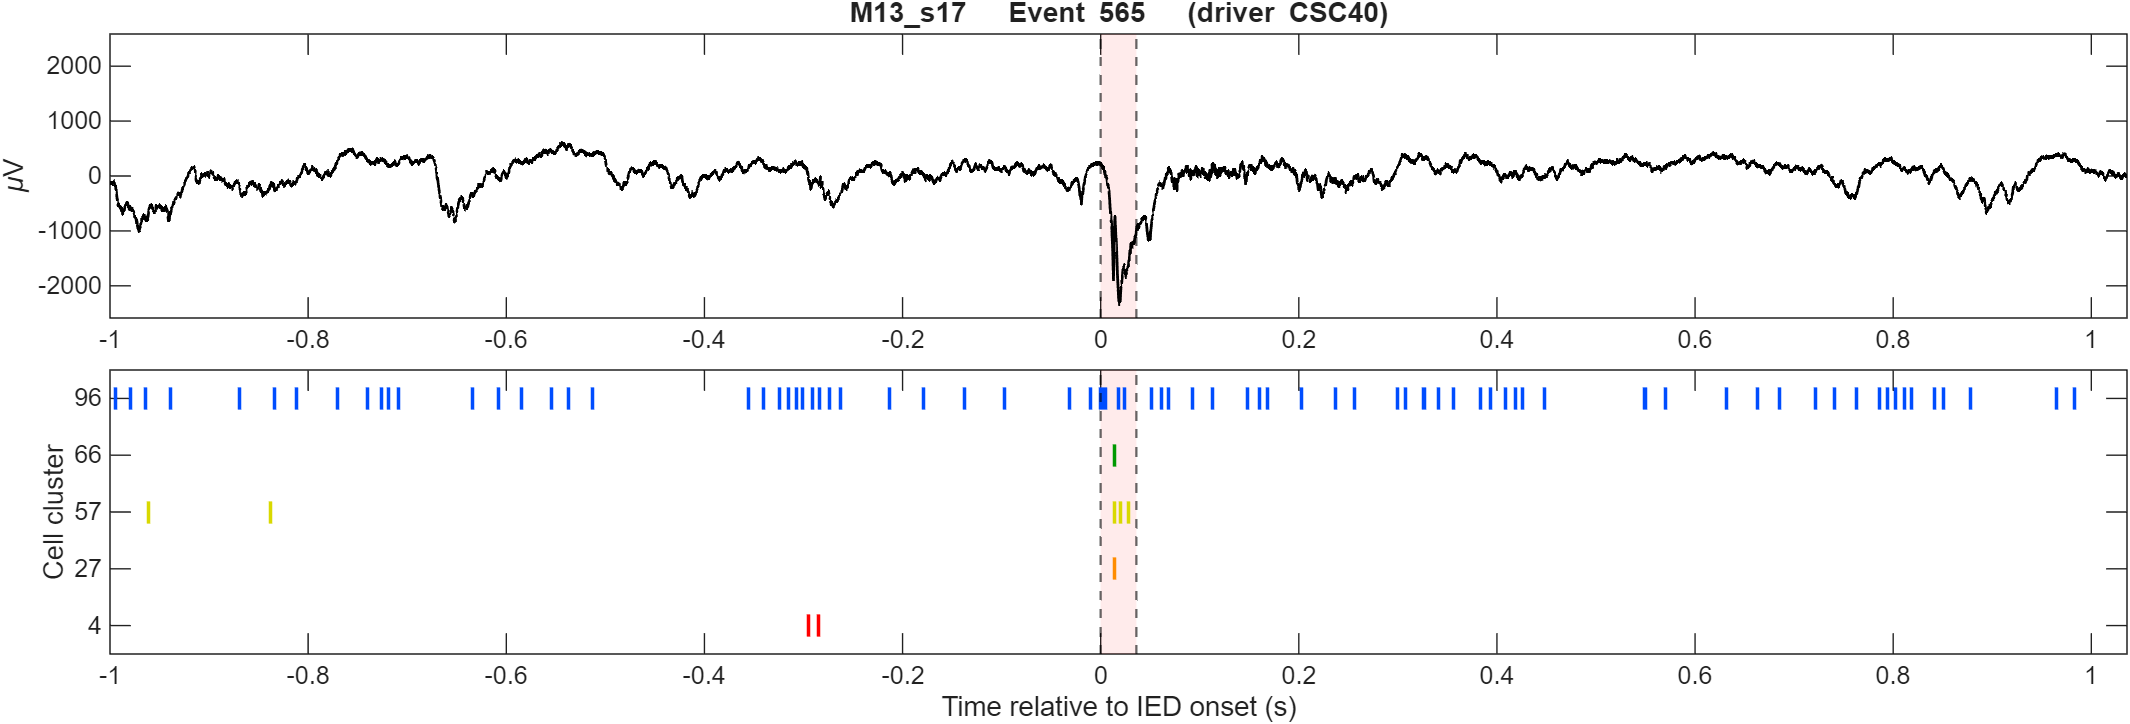 M13_s17 Event 565 (driver CSC40)
2000
1000
0
-1000
-2000
µV
-1 -0.8 -0.6 -0.4 -0.2 0 0.2 0.4 0.6 0.8 1
96
66
57
27
4
Cell cluster
-1 -0.8 -0.6 -0.4 -0.2 0 0.2 0.4 0.6 0.8 1
Time relative to IED onset (s)